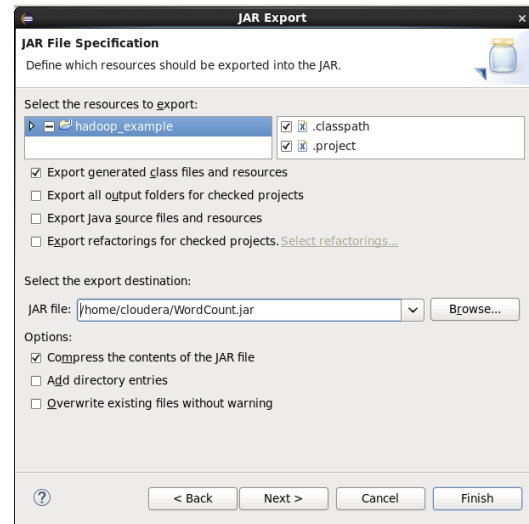 JAR Export
JAR File Specification
Define which resources should be exported into the JAR.
Select the resources to export:
hadoop_example
.classpath
.project
Export generated class files and resources
Export all output folders for checked projects
Export Java source files and resources
Export refactorings for checked projects. Select refactorings...
Select the export destination:
JAR file: /home/cloudera/WordCount.jar Browse...
Options:
Compress the contents of the JAR file
Add directory entries
Overwrite existing files without warning
? < Back Next > Cancel Finish